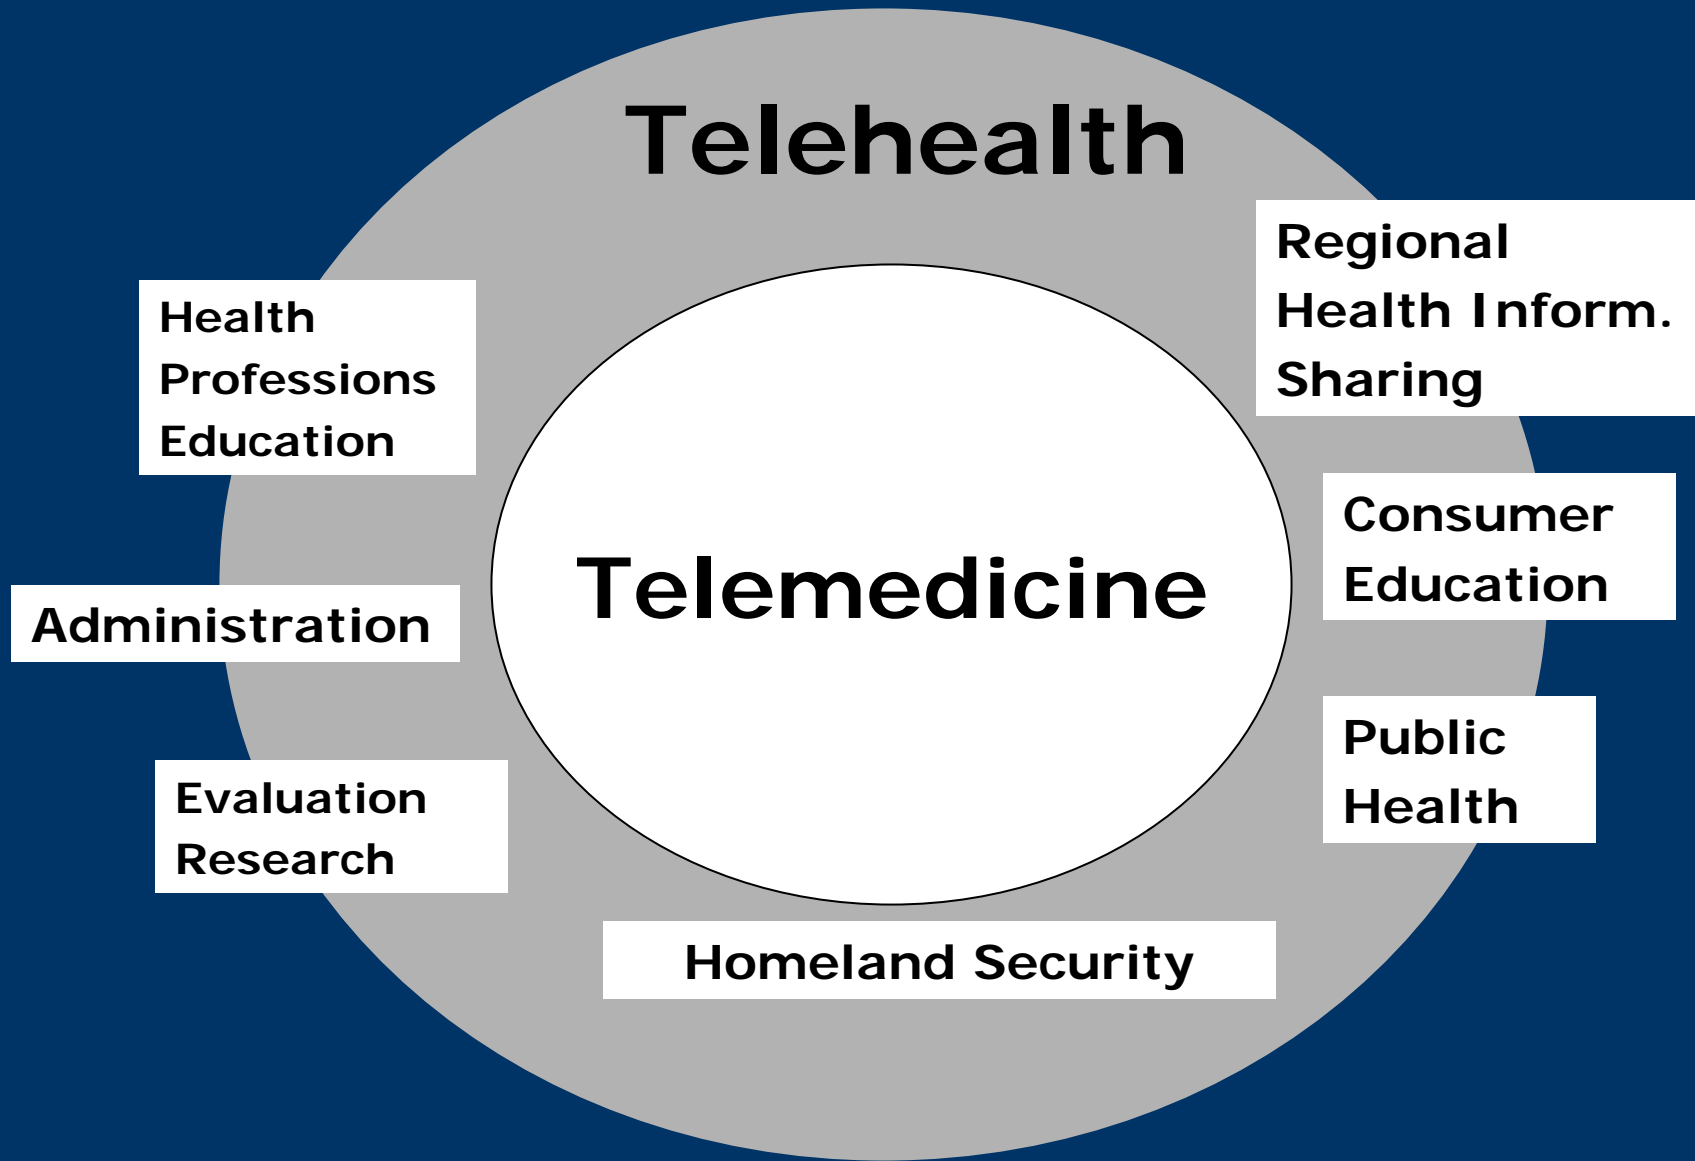 Telehealth
Regional
Health Inform.
Sharing
Health
Professions
Education
Consumer
Education
Telemedicine
Administration
Public
Health
Evaluation
Research
Homeland Security